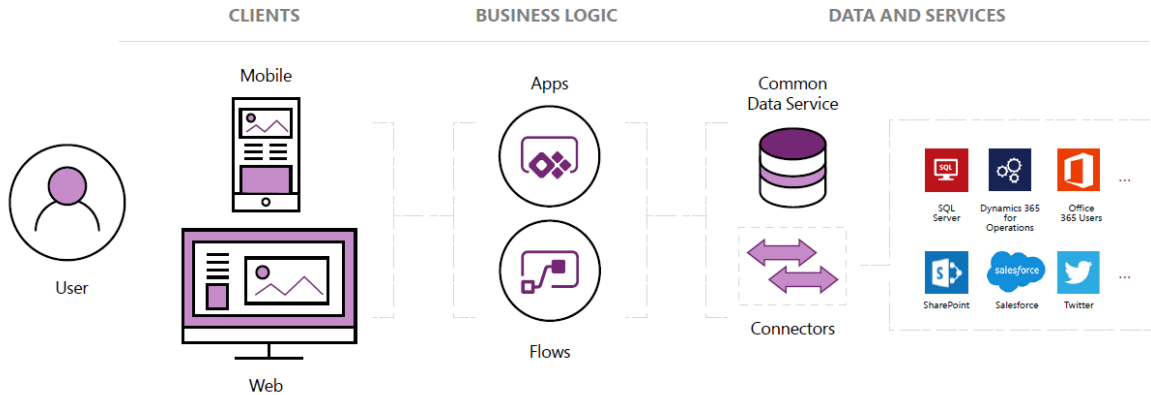 CLIENTS
BUSINESS LOGIC
DATA AND SERVICES
User
Mobile
Web
Apps
Flows
Common
Data Service
Connectors
SQL
SQL
Server
Dynamics 365
for
Operations
Office
365 Users
...
S
SharePoint
salesforce
Salesforce
Twitter
...